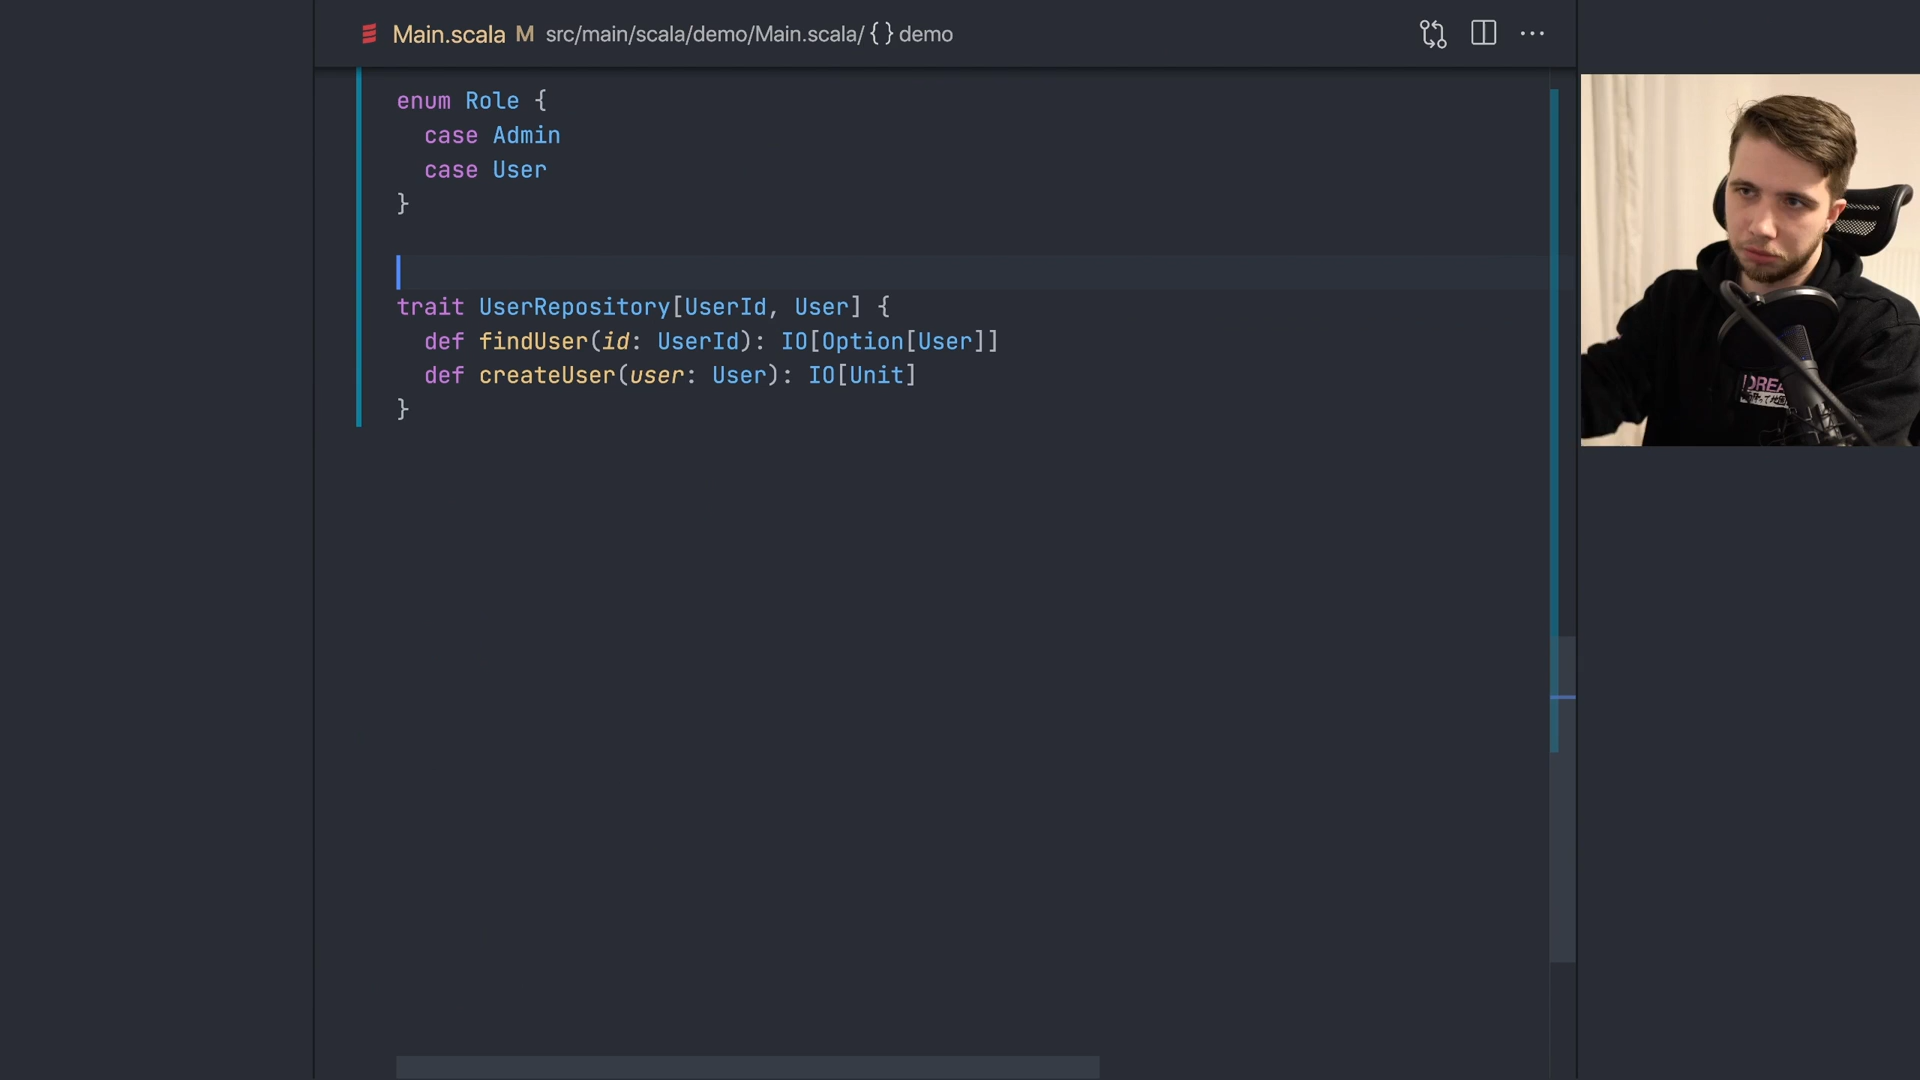 Main.scala M src/main/scala/demo/Main.scala/ {} demo
enum Role {
case Admin
case User
}
trait UserRepository[UserId, User] {
def findUser(id: UserId): IO[Option[User]]
def createUser(user: User): IO[Unit]
}